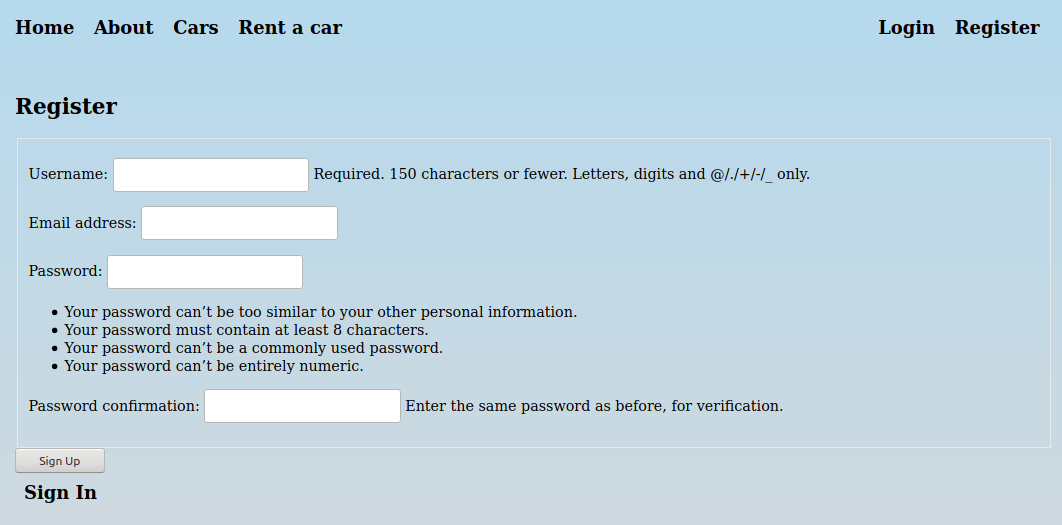 Home About Cars Rent a car Login Register
Register
Username: Required. 150 characters or fewer. Letters, digits and @/./+/-/_ only.
Email address:
Password:
• Your password can’t be too similar to your other personal information.
• Your password must contain at least 8 characters.
• Your password can’t be a commonly used password.
• Your password can’t be entirely numeric.
Password confirmation: Enter the same password as before, for verification.
Sign Up
Sign In